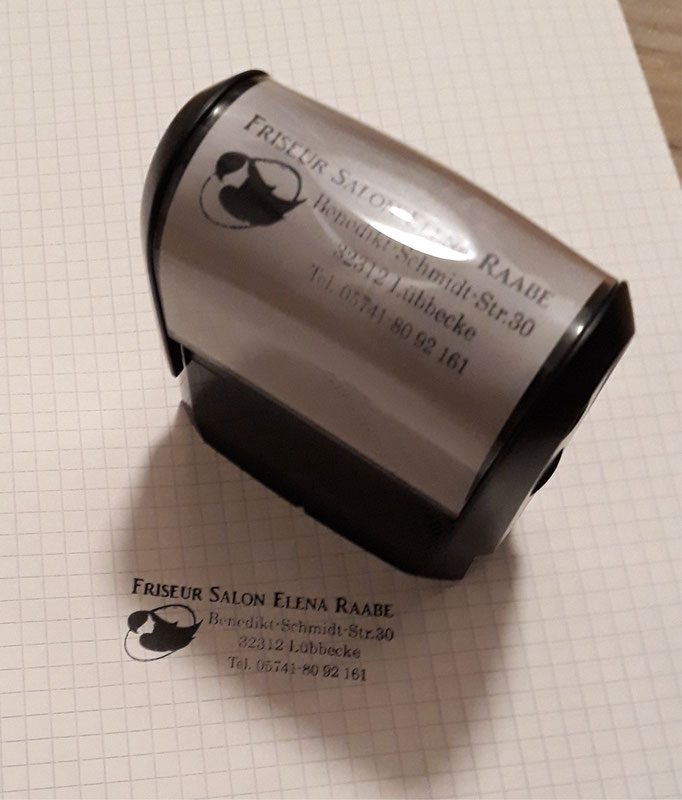 FRISEUR SALON ELENA RAABE
Benedikt-Schmidt-Str.30
32312 Lübbecke
Tel. 05741-80 92 161
FRISEUR SALON ELENA RAABE
Benedikt-Schmidt-Str.30
32312 Lübbecke
Tel. 05741-80 92 161